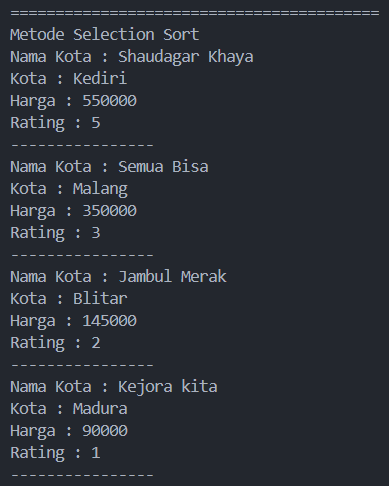 =========================================
Metode Selection Sort
Nama Kota : Shaudagar Khaya
Kota : Kediri
Harga : 550000
Rating : 5
----------------
Nama Kota : Semua Bisa
Kota : Malang
Harga : 350000
Rating : 3
----------------
Nama Kota : Jambul Merak
Kota : Blitar
Harga : 145000
Rating : 2
----------------
Nama Kota : Kejora kita
Kota : Madura
Harga : 90000
Rating : 1
----------------